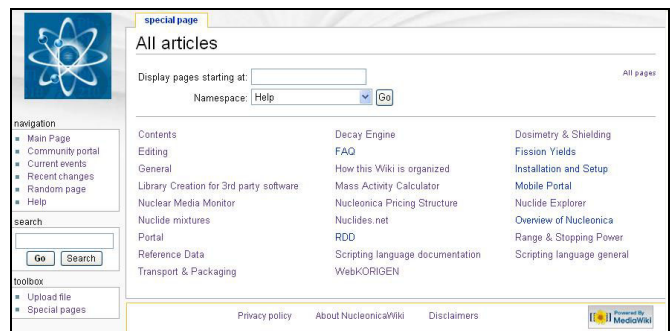 special page
All articles
Display pages starting at:
All pages
Namespace: Help Go
navigation
Main Page
Community portal
Current events
Recent changes
Random page
Help
search
Go Search
toolbox
Upload file
Special pages
Contents Decay Engine Dosimetry & Shielding
Editing FAQ Fission Yields
General How this Wiki is organized Installation and Setup
Library Creation for 3rd party software Mass Activity Calculator Mobile Portal
Nuclear Media Monitor Nucleonica Pricing Structure Nuclide Explorer
Nuclide mixtures Nuclides.net Overview of Nucleonica
Portal RDD Range & Stopping Power
Reference Data Scripting language documentation Scripting language general
Transport & Packaging WebKORIGEN
Privacy policy About NucleonicaWiki Disclaimers
Powered By
MediaWiki